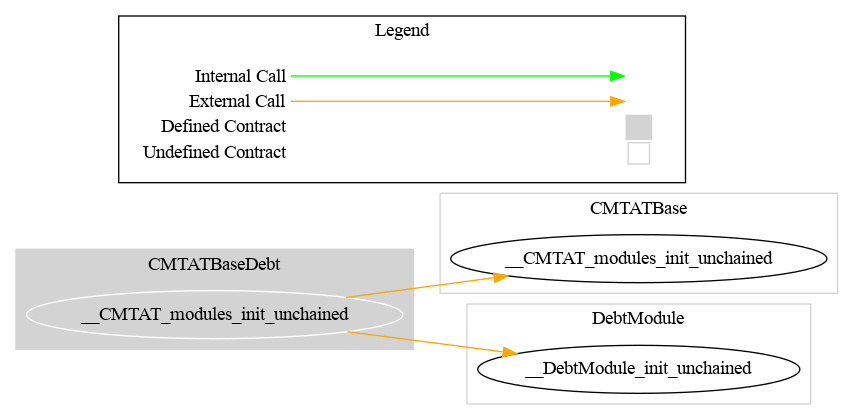 Legend
Internal Call
External Call
Defined Contract
Undefined Contract
CMTATBase
__CMTAT_modules_init_unchained
CMTATBaseDebt
__CMTAT_modules_init_unchained
DebtModule
__DebtModule_init_unchained